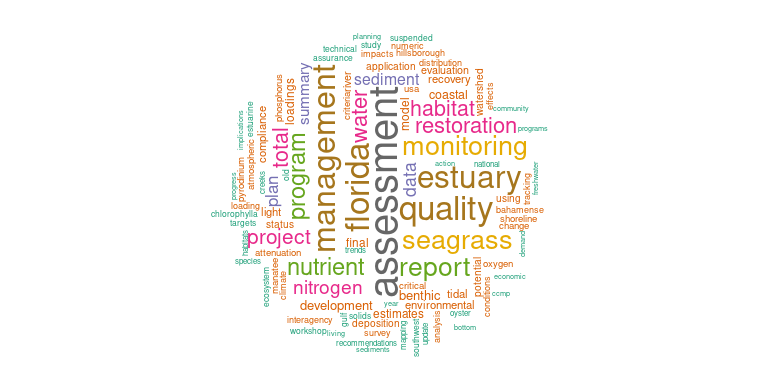 planning
suspended
study
numeric
technical
impacts
hillsborough
assurance
distribution
application
evaluation
sediment
recovery
usa
coastal
watershed
effects
summary
phosphorus
loadings
management
criteria
river
water
model
habitat
community
restoration
programs
implications
estuarine
compliance
total
program
florida
assessment
monitoring
action
national
data
estuary
freshwater
progress
pyrodinium
atmospheric
creeks
old
plan
quality
using
tracking
bahamense
loading
chlorophylla
light
shoreline
targets
status
change
project
final
seagrass
demand
habitats
attenuation
trends
species
nutrient
report
potential
oxygen
economic
ecosystem
manatee
climate
nitrogen
critical
benthic
tidal
conditions
ccmp
year
development
environmental
estimates
oyster
gulf
solids
interagency
deposition
workshop
living
survey
mapping
southwest
update
analysis
bottom
recommendations
sediments